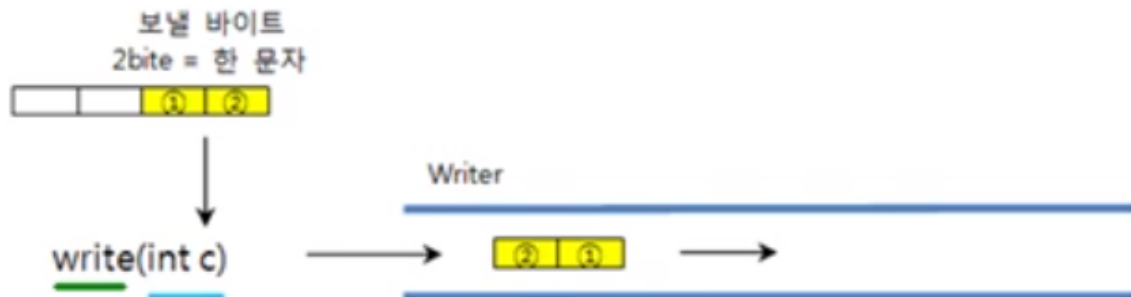 보낼 바이트
2bite = 한 문자
① ②
Writer
write(int c)
② ①